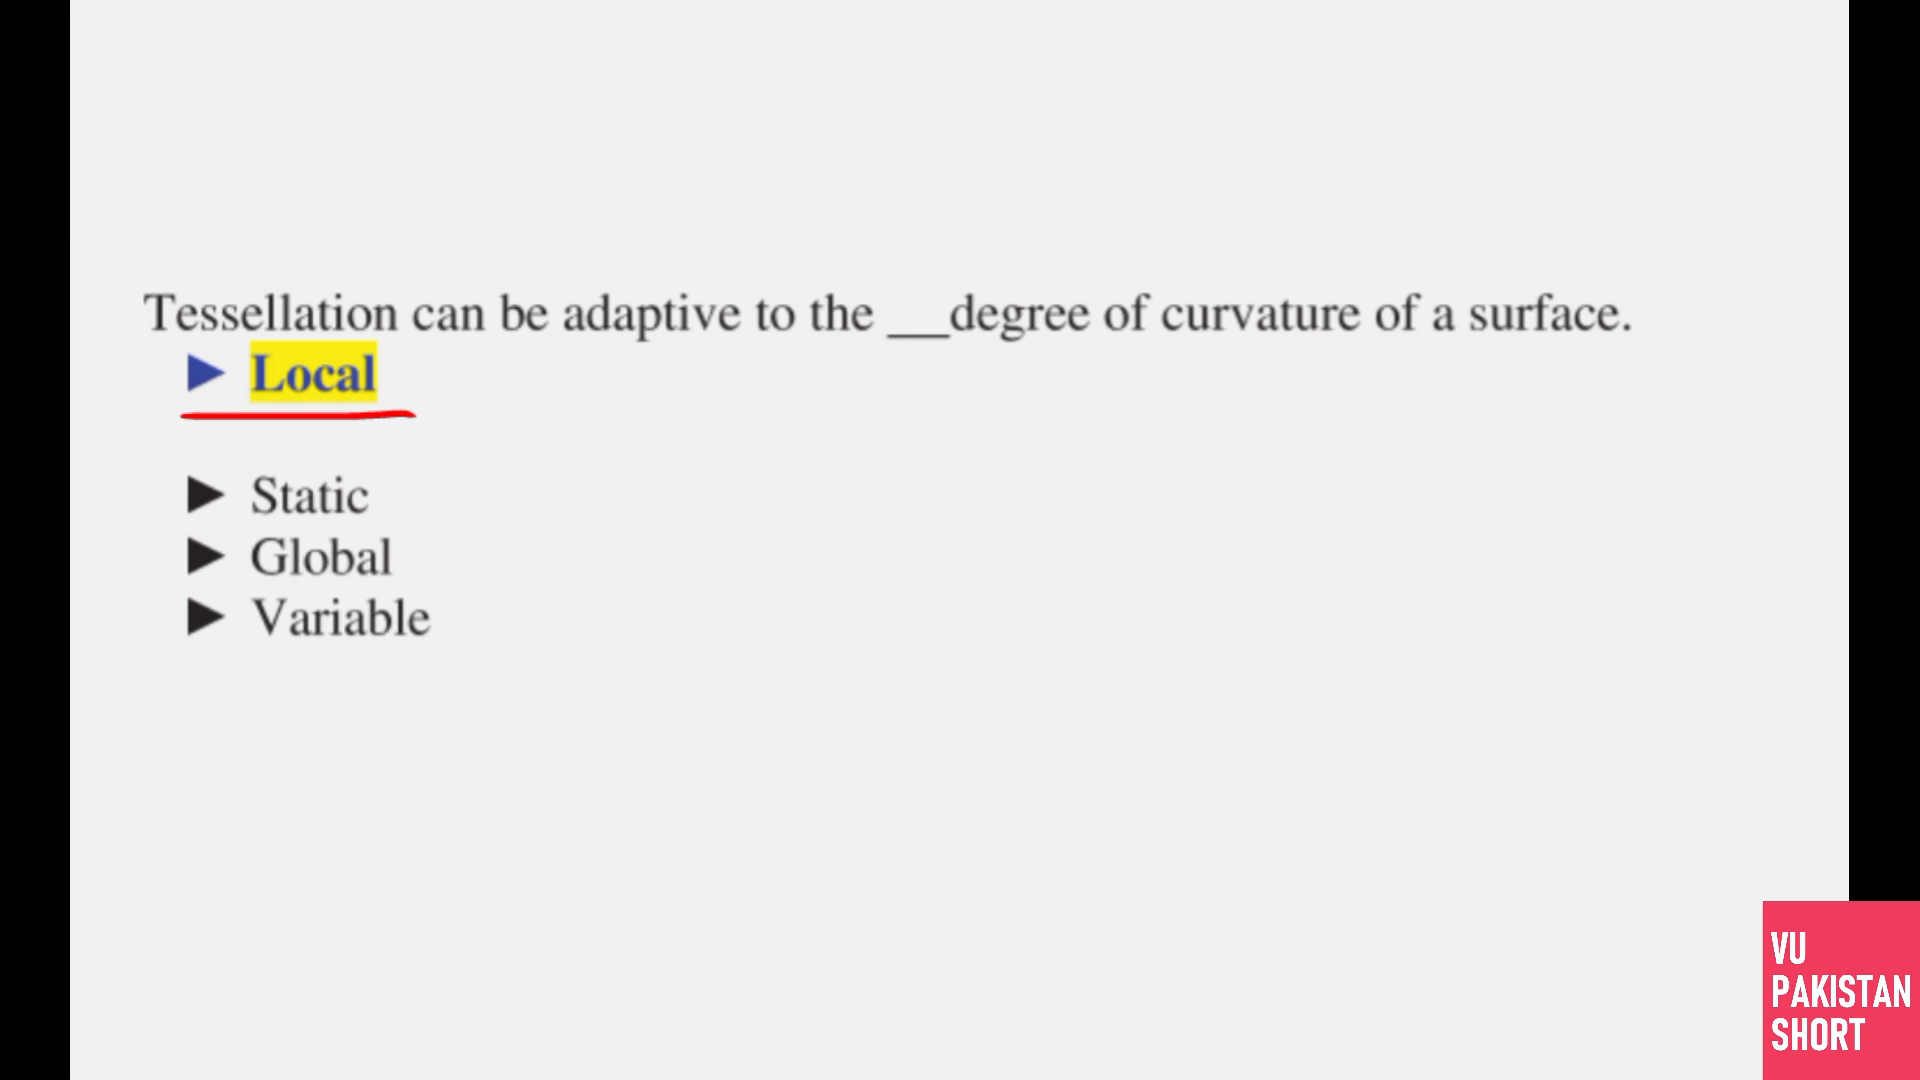 Tessellation can be adaptive to the __degree of curvature of a surface.
► Local
► Static
► Global
► Variable
VU
PAKISTAN
SHORT